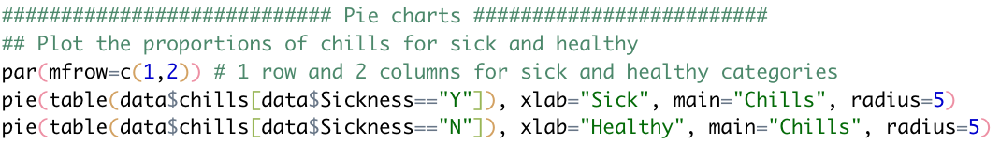 ############################ Pie charts #########################
## Plot the proportions of chills for sick and healthy
par(mfrow=c(1,2)) # 1 row and 2 columns for sick and healthy categories
pie(table(data$chills[data$Sickness=="Y"]), xlab="Sick", main="Chills", radius=5)
pie(table(data$chills[data$Sickness=="N"]), xlab="Healthy", main="Chills", radius=5)